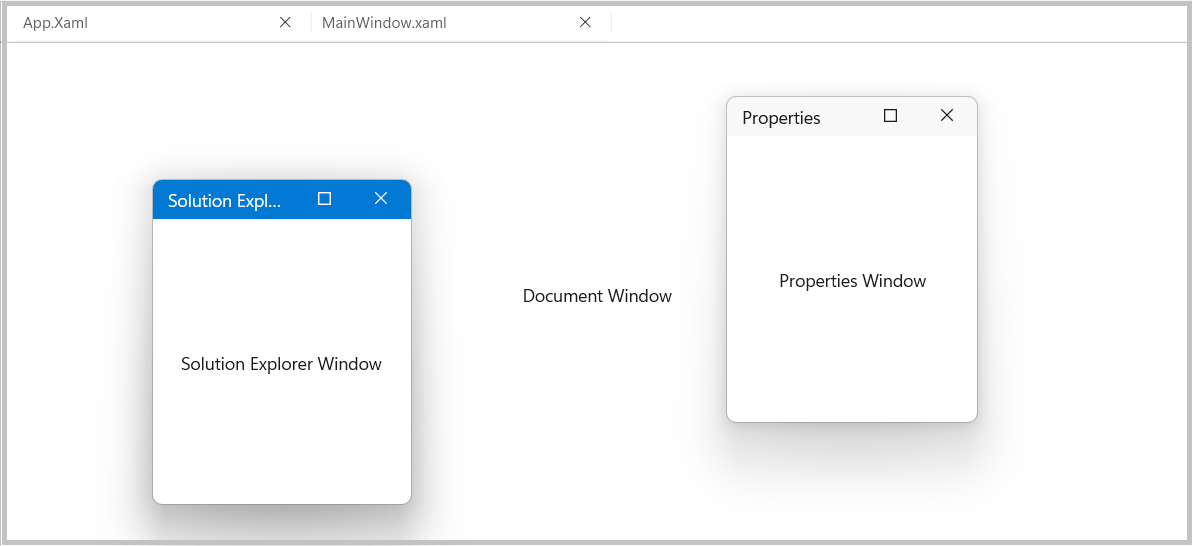 App.Xaml
MainWindow.xaml
Properties
Solution Expl...
Properties Window
Document Window
Solution Explorer Window